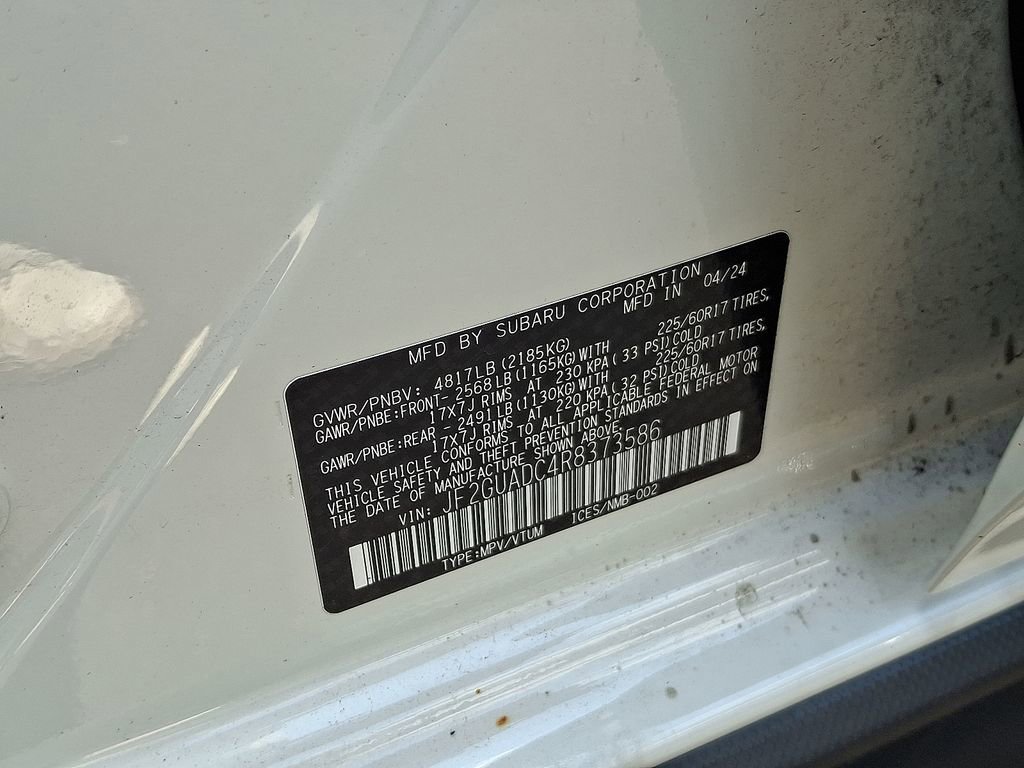 MFD BY SUBARU CORPORATION
MFD IN 04/24
GVWR/PNBV: 4817LB (2185KG)
GAWR/PNBE:FRONT- 2568LB (1165KG) WITH 225/60R17 TIRES,
17X7J RIMS AT 230 KPA( 33 PSI)COLD
GAWR/PNBE:REAR - 2491LB (1130KG) WITH 225/60R17 TIRES,
17X7J RIMS AT 220 KPA( 32 PSI)COLD
THIS VEHICLE CONFORMS TO ALL APPLICABLE FEDERAL MOTOR
VEHICLE SAFETY AND THEFT PREVENTION STANDARDS IN EFFECT ON
THE DATE OF MANUFACTURE SHOWN ABOVE.
VIN: JF2GUADC4R8373586
TYPE:MPV/VTUM ICES/NMB-002